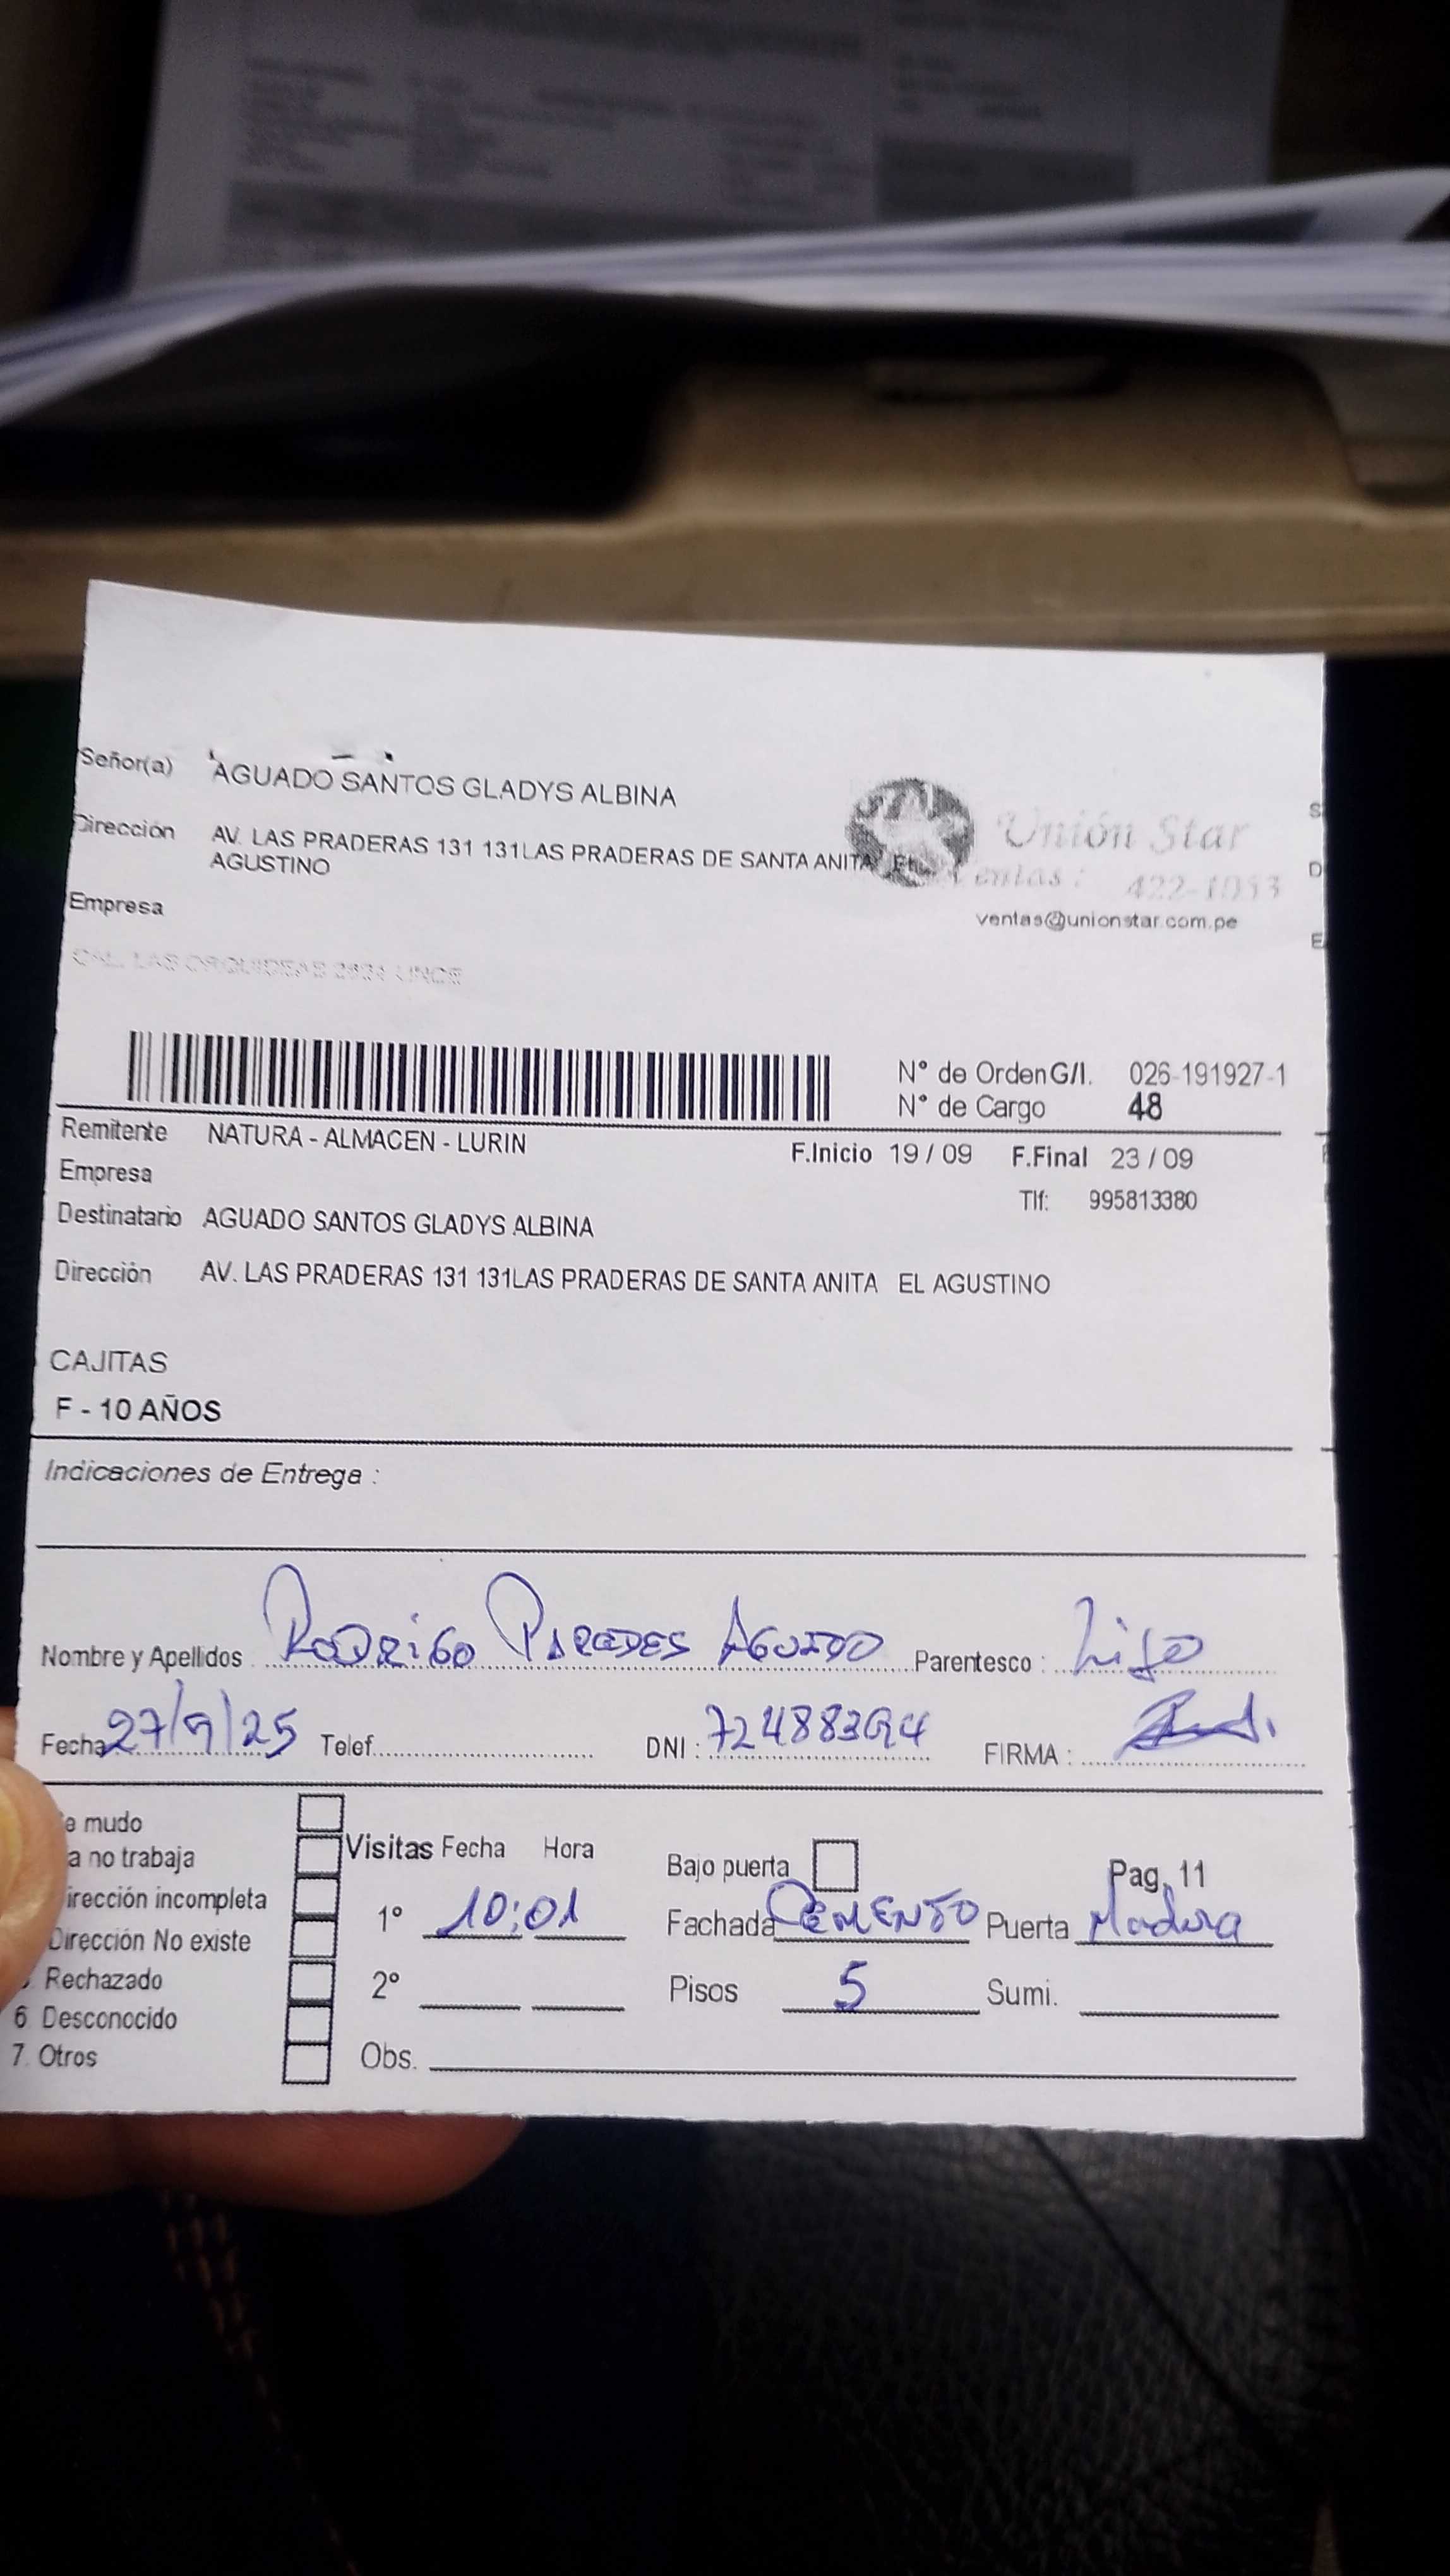 Señor(a) AGUADO SANTOS GLADYS ALBINA
Dirección AV. LAS PRADERAS 131 131LAS PRADERAS DE SANTA ANITA EL
AGUSTINO
Unión Star
Ventas: 422-1053
ventas@unionstar.com.pe
Empresa
CAL. LAS ORQUIDEAS LINCE
N° de Orden G/I. 026-191927-1
N° de Cargo 48
Remitente NATURA - ALMACEN - LURIN
F.Inicio 19 / 09 F.Final 23 / 09
Empresa
Tlf: 995813380
Destinatario AGUADO SANTOS GLADYS ALBINA
Dirección AV. LAS PRADERAS 131 131LAS PRADERAS DE SANTA ANITA EL AGUSTINO
CAJITAS
F - 10 AÑOS
Indicaciones de Entrega :
Nombre y Apellidos RODRIGO PAREDES AGUADO Parentesco : hijo
Fecha 27/9/25 Telef. DNI : 72488394 FIRMA :
e mudo
a no trabaja
irección incompleta
Dirección No existe
Rechazado
6 Desconocido
7. Otros
Visitas Fecha Hora
1° 10:01
2°
Obs.
Bajo puerta
Pag. 11
Fachada CEMENTO Puerta Madera
Pisos 5 Sumi.